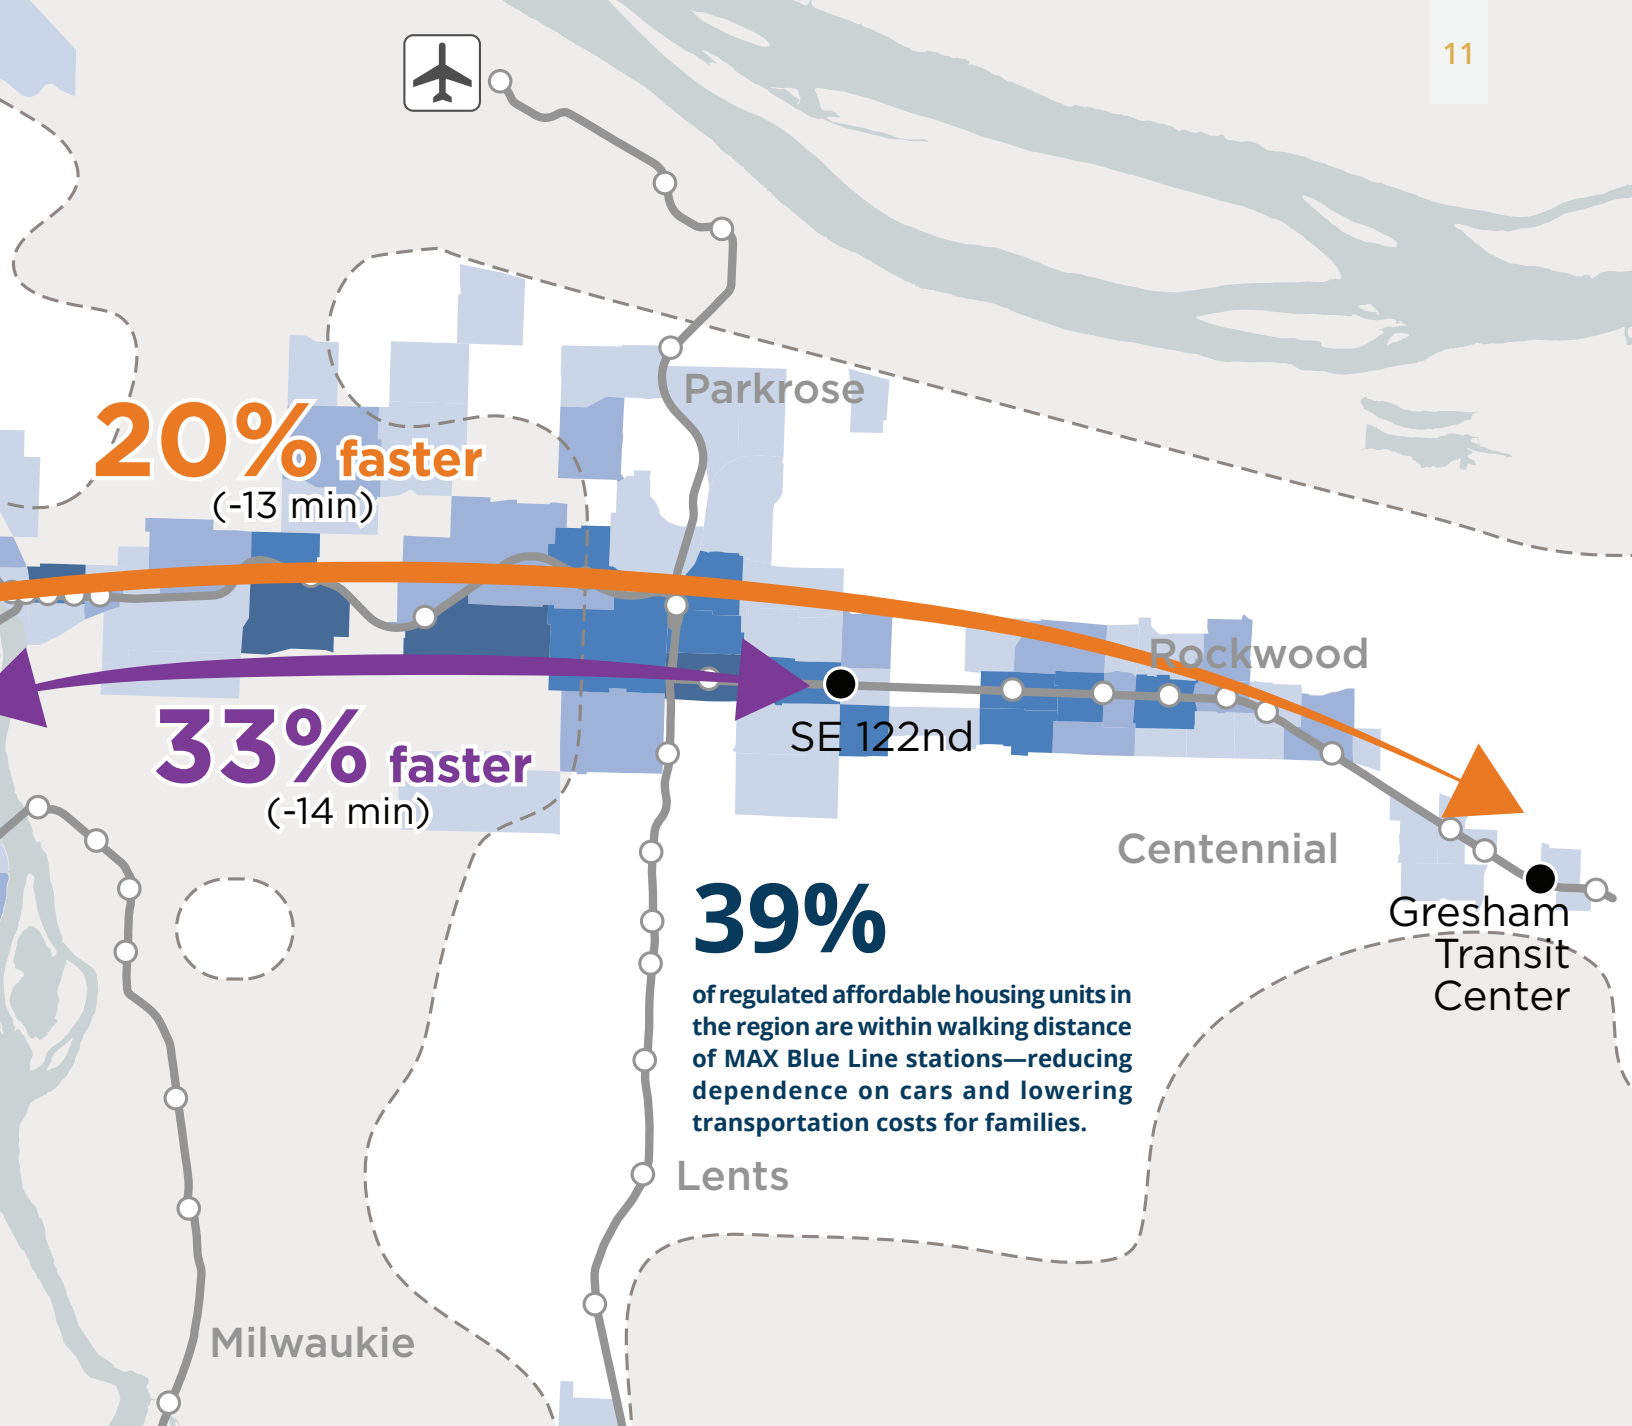 11
Parkrose
20% faster
(-13 min)
Rockwood
33% faster
(-14 min)
SE 122nd
Centennial
39%
of regulated affordable housing units in
the region are within walking distance
of MAX Blue Line stations—reducing
dependence on cars and lowering
transportation costs for families.
Gresham
Transit
Center
Lents
Milwaukie